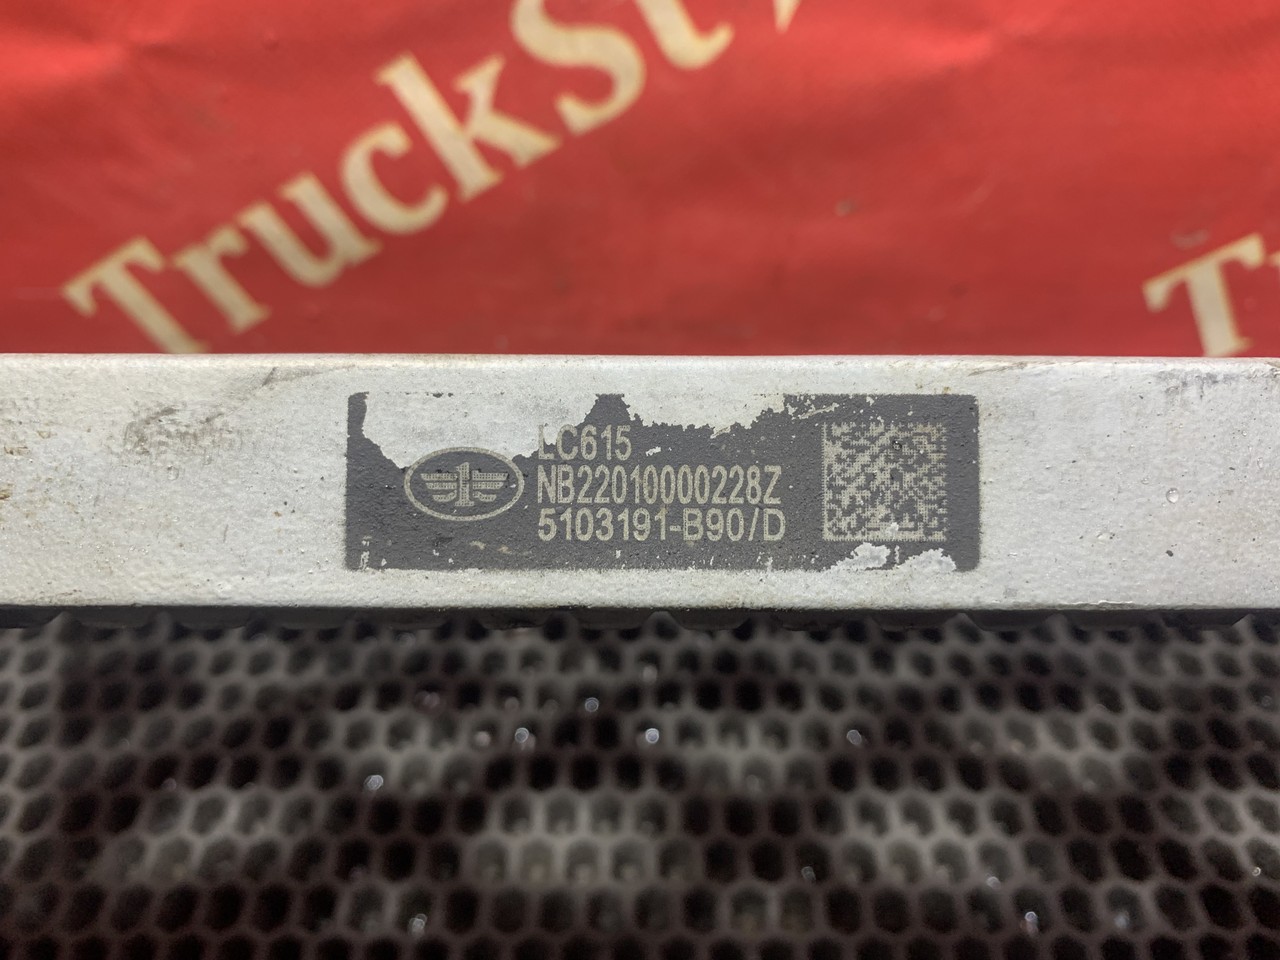 TruckSt
T
LC615
NB22010000228Z
5103191-B90/D